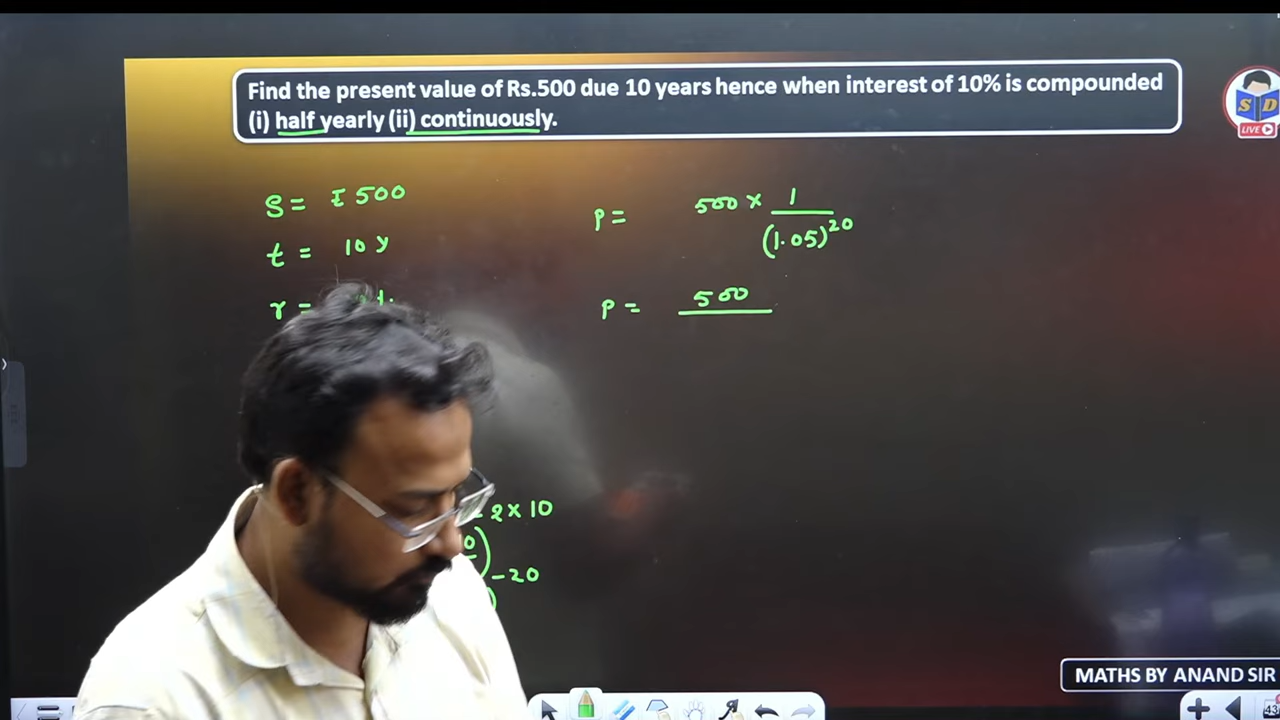 Find the present value of Rs.500 due 10 years hence when interest of 10% is compounded
(i) half yearly (ii) continuously.
S D
LIVE
S = ₹ 500
t = 10 y
r =
P = 500 × 1/(1.05)^20
P = 500
2 × 10
-20
MATHS BY ANAND SIR
43